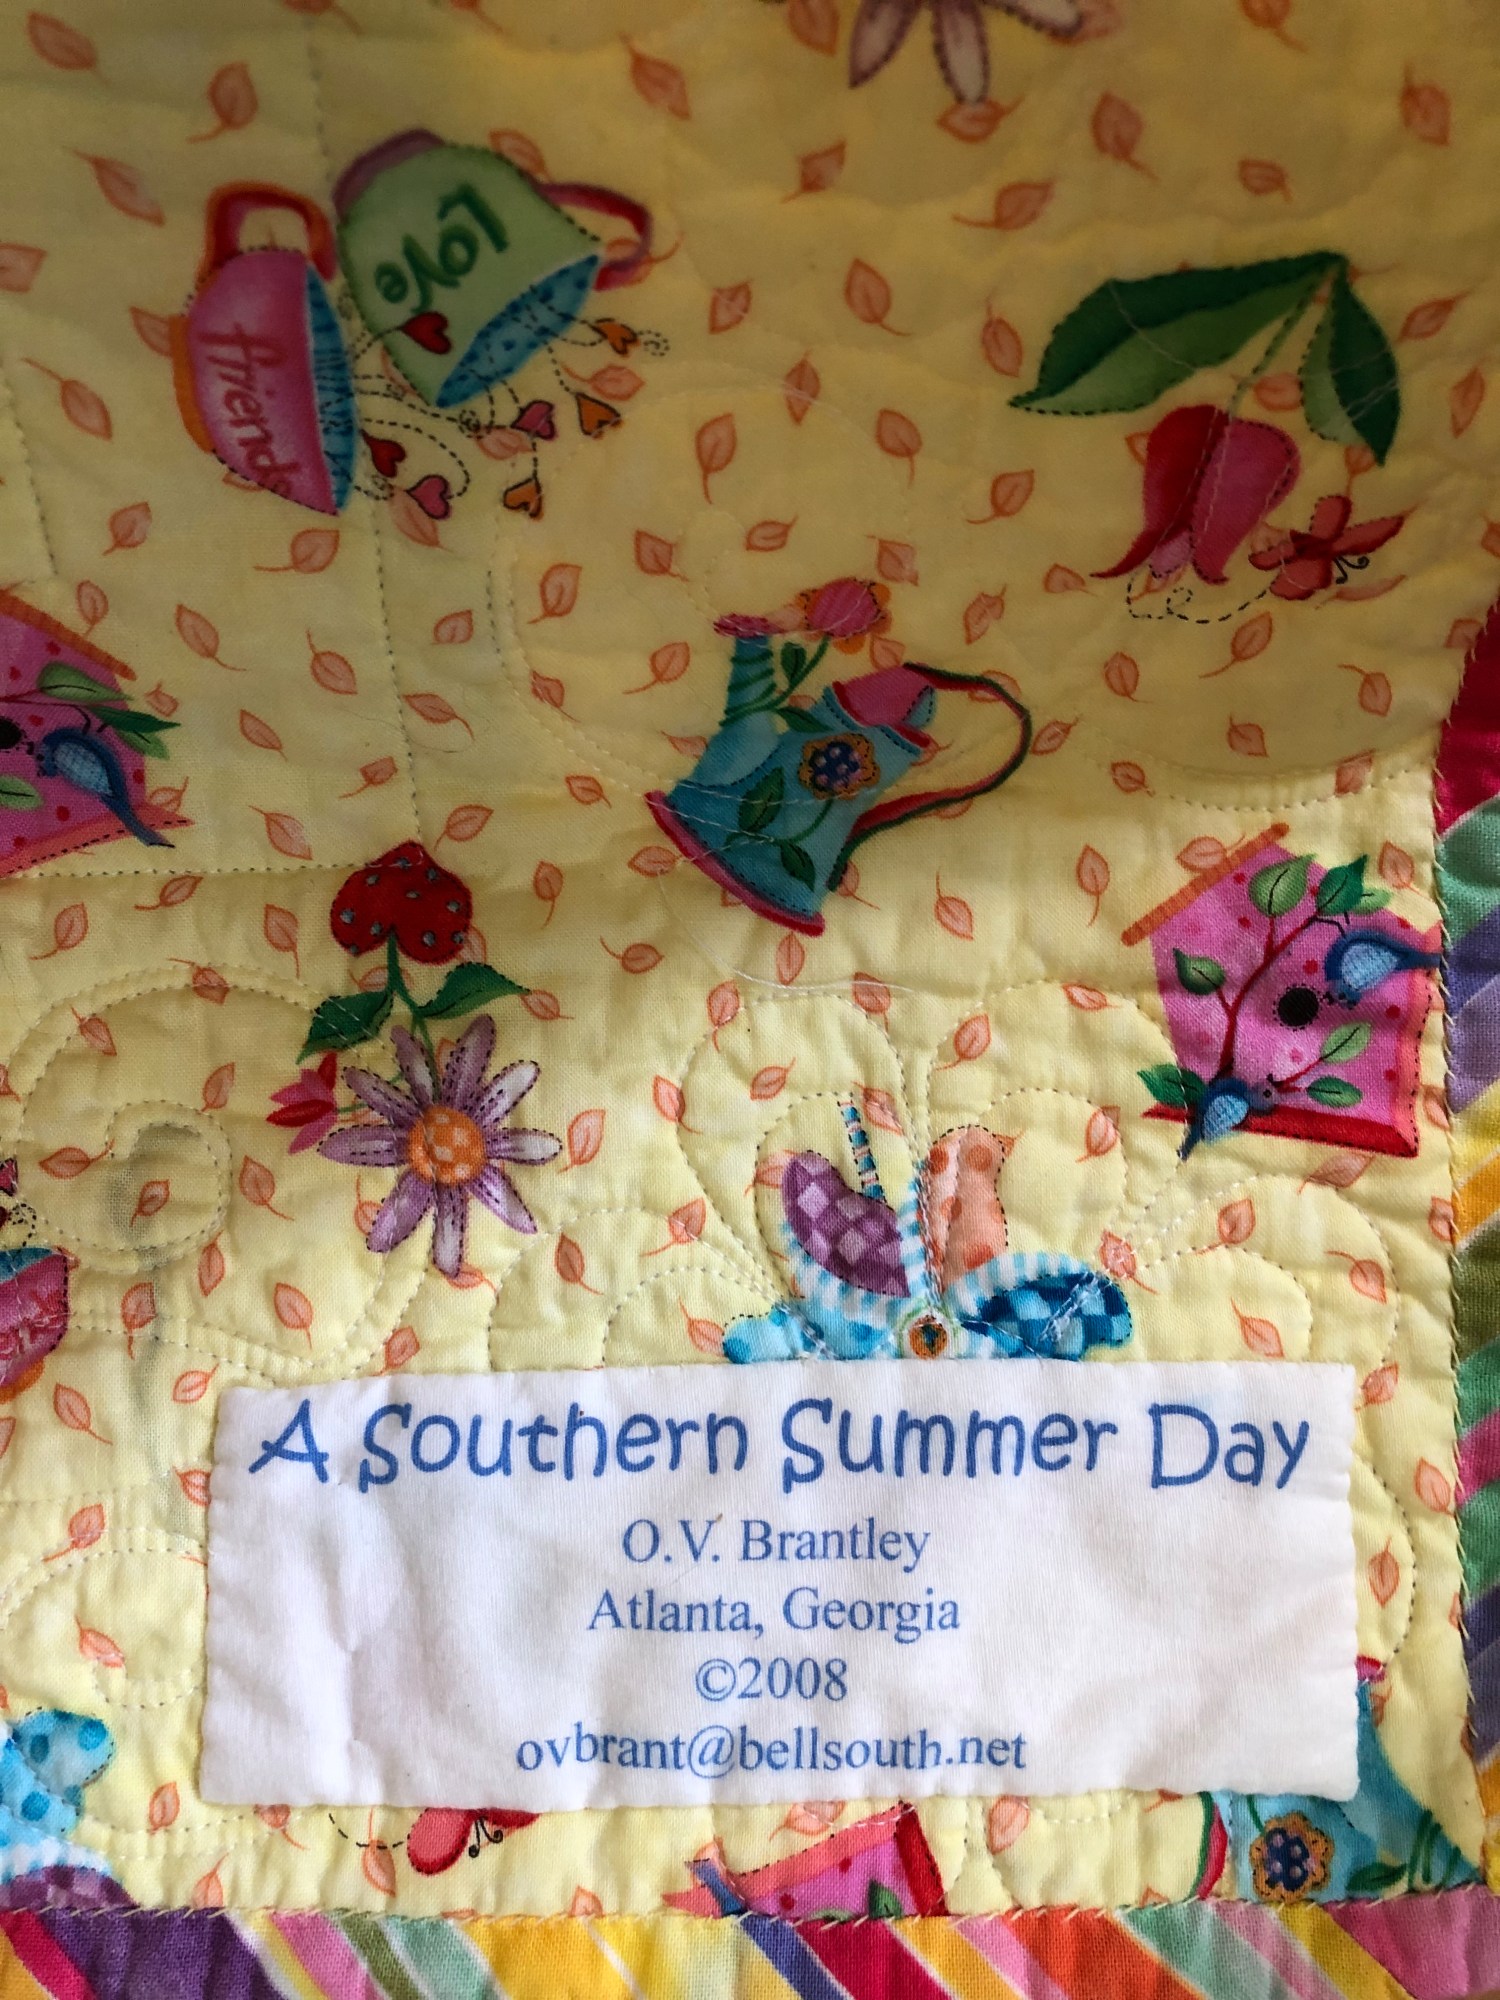 LoVe
friends
A Southern Summer Day
O.V. Brantley
Atlanta, Georgia
©2008
ovbrant@bellsouth.net